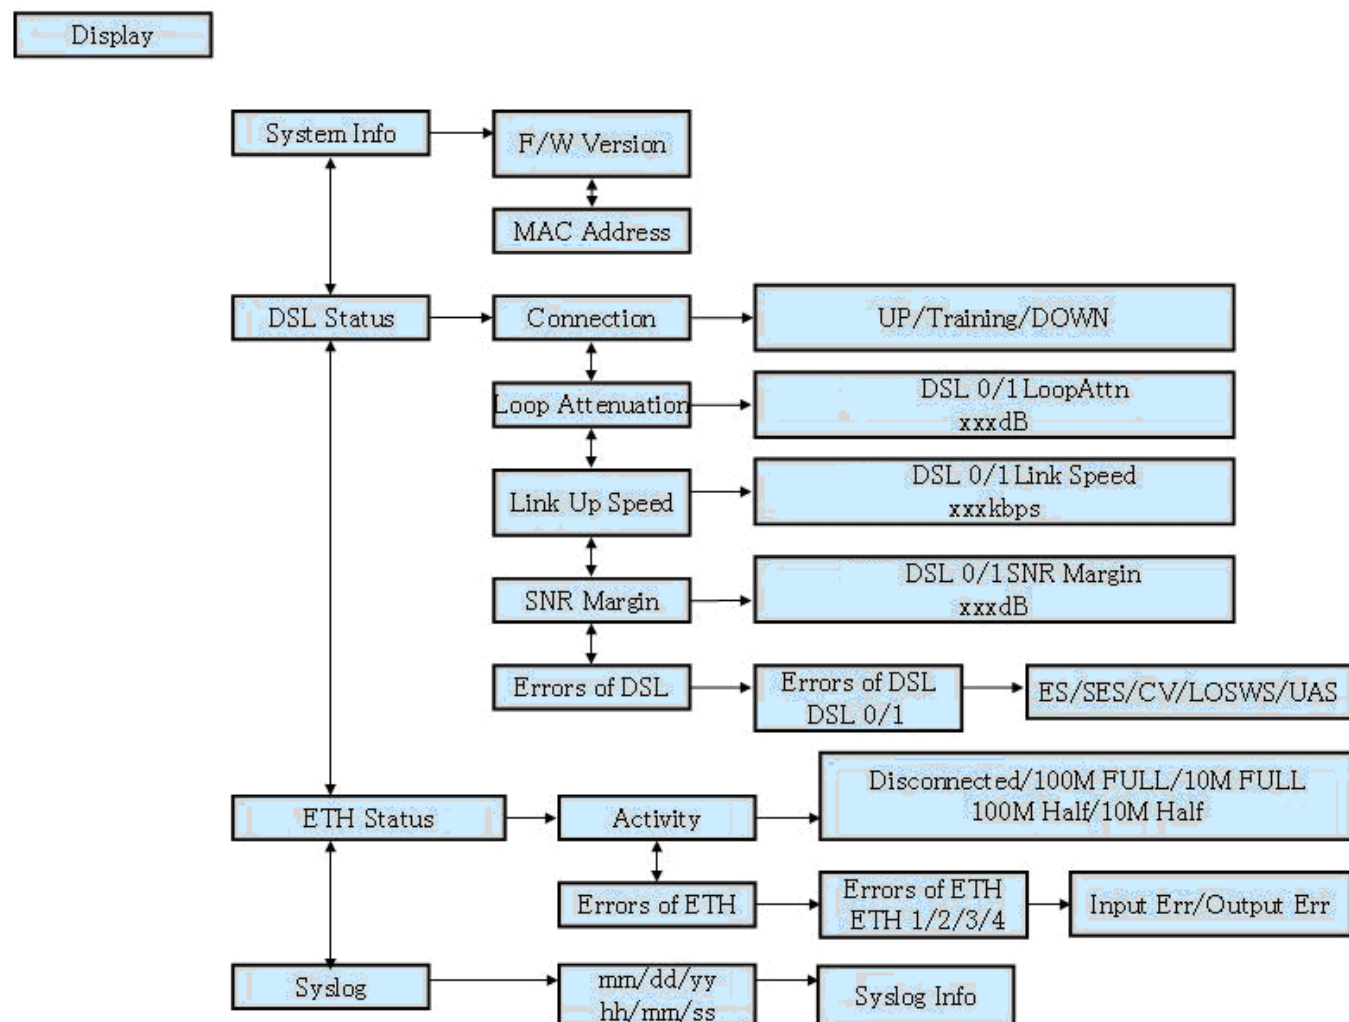 Display
System Info
F/W Version
MAC Address
DSL Status
Connection
UP/Training/DOWN
Loop Attenuation
DSL 0/1 LoopAttn
xxxdB
Link Up Speed
DSL 0/1 Link Speed
xxxkbps
SNR Margin
DSL 0/1 SNR Margin
xxxdB
Errors of DSL
Errors of DSL
DSL 0/1
ES/SES/CV/LOSWS/UAS
ETH Status
Activity
Disconnected/100M FULL/10M FULL
100M Half/10M Half
Errors of ETH
Errors of ETH
ETH 1/2/3/4
Input Err/Output Err
Syslog
mm/dd/yy
hh/mm/ss
Syslog Info